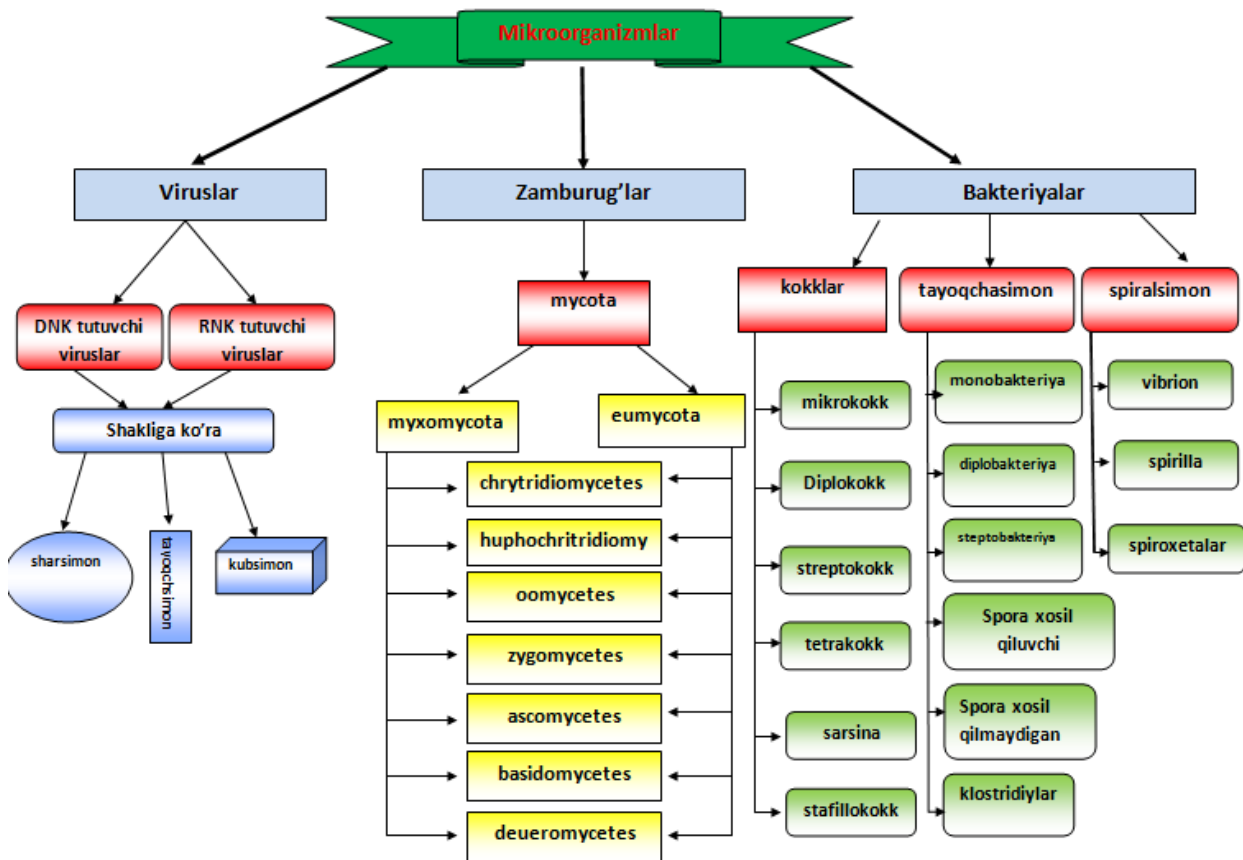 Mikroorganizmlar
Viruslar
Zamburug’lar
Bakteriyalar
DNK tutuvchi
viruslar
RNK tutuvchi
viruslar
Shakliga ko’ra
sharsimon
tayoqchsimon
kubsimon
mycota
myxomycota
eumycota
chrytridiomycetes
huphochritridiomy
oomycetes
zygomycetes
ascomycetes
basidomycetes
deueromycetes
kokklar
tayoqchasimon
spiralsimon
mikrokokk
Diplokokk
streptokokk
tetrakokk
sarsina
stafillokokk
monobakteriya
diplobakteriya
steptobakteriya
Spora xosil
qiluvchi
Spora xosil
qilmaydigan
klostridiylar
vibrion
spirilla
spiroxetalar